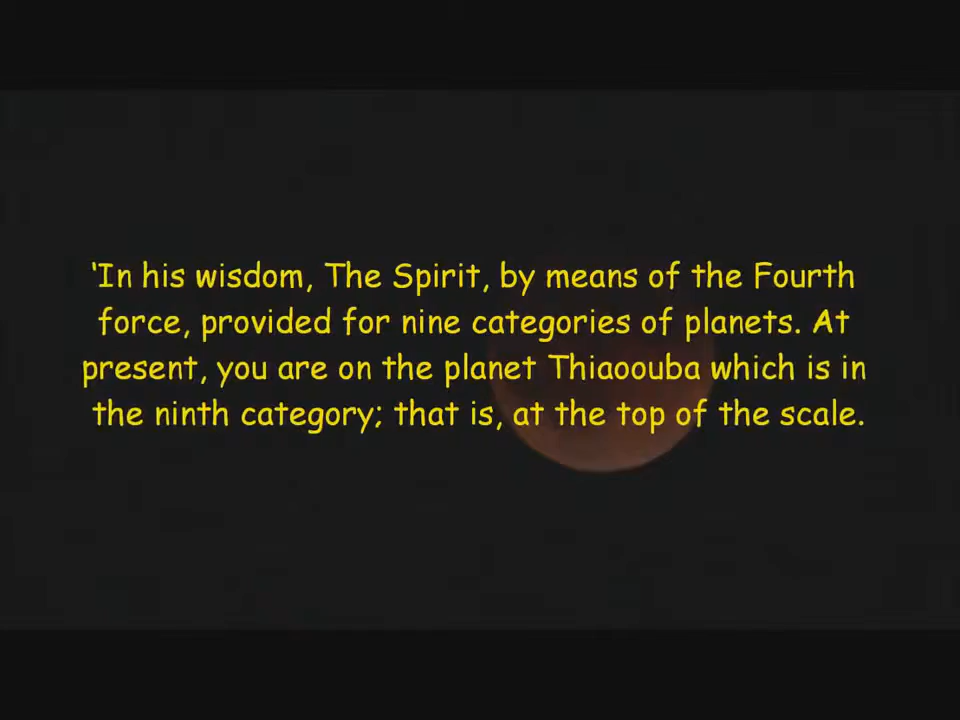 ‘In his wisdom, The Spirit, by means of the Fourth
force, provided for nine categories of planets. At
present, you are on the planet Thiaoouba which is in
the ninth category; that is, at the top of the scale.